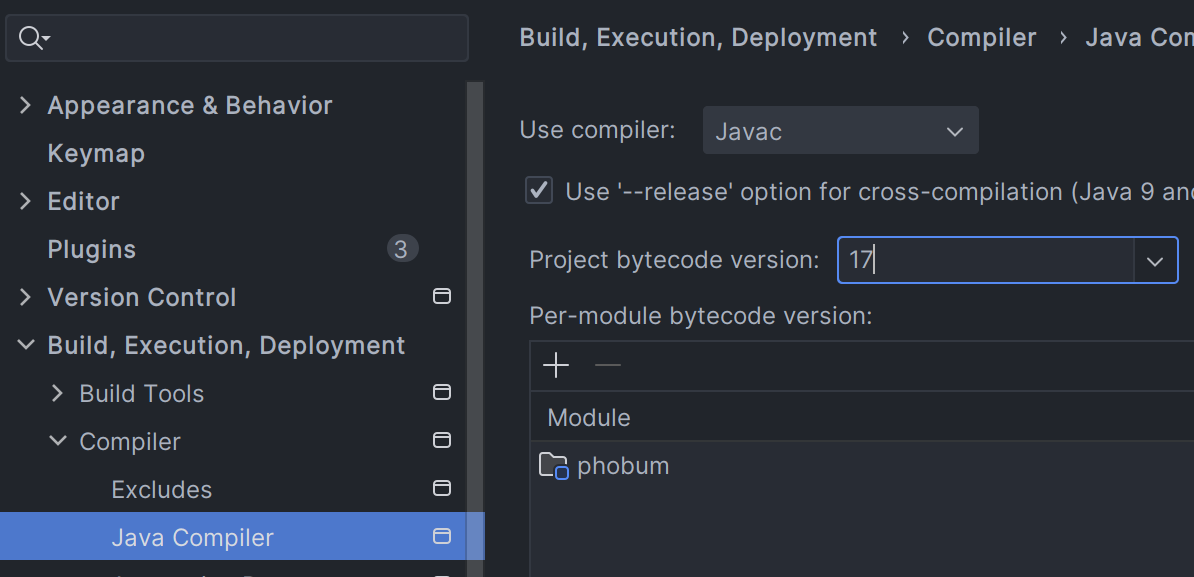 Appearance & Behavior
Keymap
Editor
Plugins
3
Version Control
Build, Execution, Deployment
Build Tools
Compiler
Excludes
Java Compiler
Build, Execution, Deployment › Compiler › Java Com
Use compiler:
Javac
Use '--release' option for cross-compilation (Java 9 and
Project bytecode version:
17
Per-module bytecode version:
Module
phobum